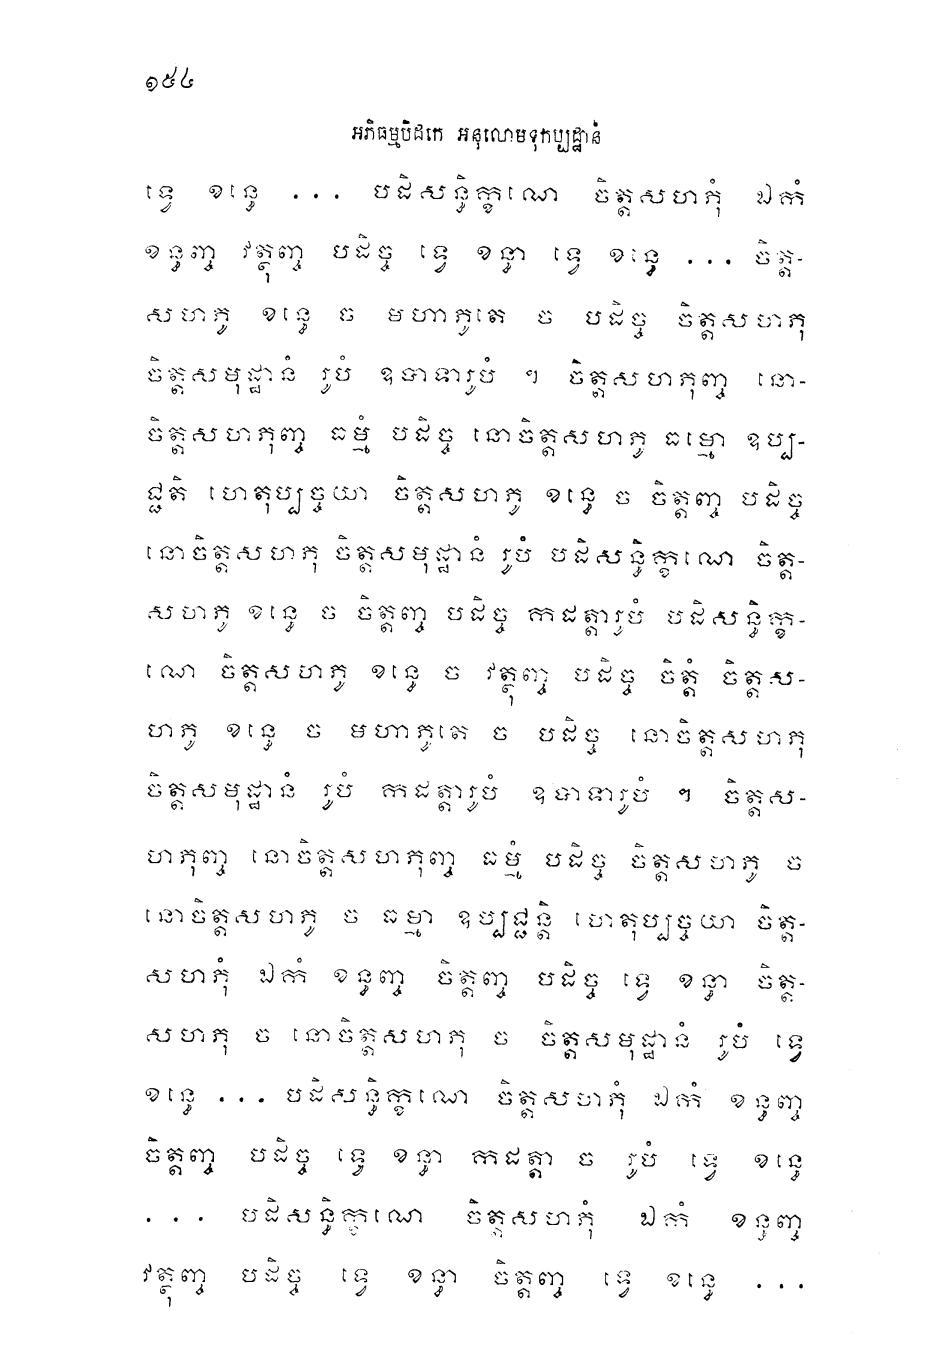 ១៥៤
អភិធម្មបិដកេ អនុលោមទុកប្បដ្ឋានំ
ទ្វេ ខន្ធេ ... បដិសន្ធិក្ខណេ ចិត្តសហភុំ ឯកំ
ខន្ធញ្ច វត្ថុញ្ច បដិច្ច ទ្វេ ខន្ធា ទ្វេ ខន្ធេ ... ចិត្ត-
សហភូ ខន្ធេ ច មហាភូតេ ច បដិច្ច ចិត្តសហភុ
ចិត្តសមុដ្ឋានំ រូបំ ឧបាទារូបំ ។ ចិត្តសហភុញ្ច នោ-
ចិត្តសហភុញ្ច ធម្មំ បដិច្ច នោចិត្តសហភូ ធម្មោ ឧប្ប-
ជ្ជតិ ហេតុប្បច្ចយា ចិត្តសហភូ ខន្ធេ ច ចិត្តញ្ច បដិច្ច
នោចិត្តសហភុ ចិត្តសមុដ្ឋានំ រូបំ បដិសន្ធិក្ខណេ ចិត្ត-
សហភូ ខន្ធេ ច ចិត្តញ្ច បដិច្ច កដត្តារូបំ បដិសន្ធិក្ខ-
ណេ ចិត្តសហភូ ខន្ធេ ច វត្ថុញ្ច បដិច្ច ចិត្តំ ចិត្តស-
ហភូ ខន្ធេ ច មហាភូតេ ច បដិច្ច នោចិត្តសហភុ
ចិត្តសមុដ្ឋានំ រូបំ កដត្តារូបំ ឧបាទារូបំ ។ ចិត្តស-
ហភុញ្ច នោចិត្តសហភុញ្ច ធម្មំ បដិច្ច ចិត្តសហភូ ច
នោចិត្តសហភូ ច ធម្មា ឧប្បជ្ជន្តិ ហេតុប្បច្ចយា ចិត្ត-
សហភុំ ឯកំ ខន្ធញ្ច ចិត្តញ្ច បដិច្ច ទ្វេ ខន្ធា ចិត្ត-
សហភុ ច នោចិត្តសហភុ ច ចិត្តសមុដ្ឋានំ រូបំ ទ្វេ
ខន្ធេ ... បដិសន្ធិក្ខណេ ចិត្តសហភុំ ឯកំ ខន្ធញ្ច
ចិត្តញ្ច បដិច្ច ទ្វេ ខន្ធា កដត្តា ច រូបំ ទ្វេ ខន្ធេ
... បដិសន្ធិក្ខណេ ចិត្តសហភុំ ឯកំ ខន្ធញ្ច
វត្ថុញ្ច បដិច្ច ទ្វេ ខន្ធា ចិត្តញ្ច ទ្វេ ខន្ធេ ...